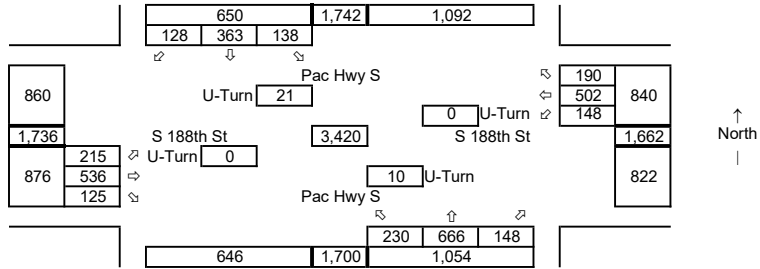 650 1,742 1,092
128 363 138
⬃ ⇩ ⬂
Pac Hwy S ⬁ 190
860 U-Turn 21 ⇦ 502 840
0 U-Turn ⬃ 148 ↑
1,736 S 188th St 3,420 S 188th St 1,662 North
215 ⬀ U-Turn 0 |
876 536 ⇨ 10 U-Turn 822
125 ⬂ Pac Hwy S
⬁ ⇧ ⬀
230 666 148
646 1,700 1,054